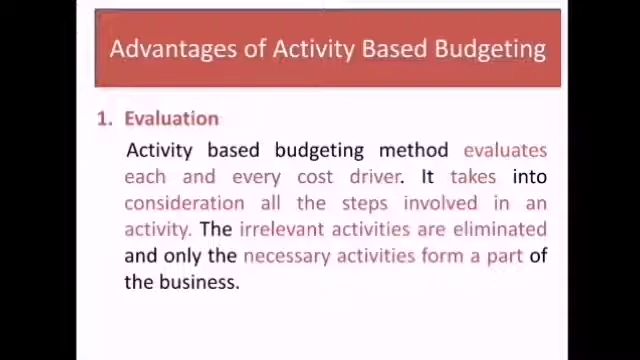 Advantages of Activity Based Budgeting
1. Evaluation
Activity based budgeting method evaluates
each and every cost driver. It takes into
consideration all the steps involved in an
activity. The irrelevant activities are eliminated
and only the necessary activities form a part of
the business.